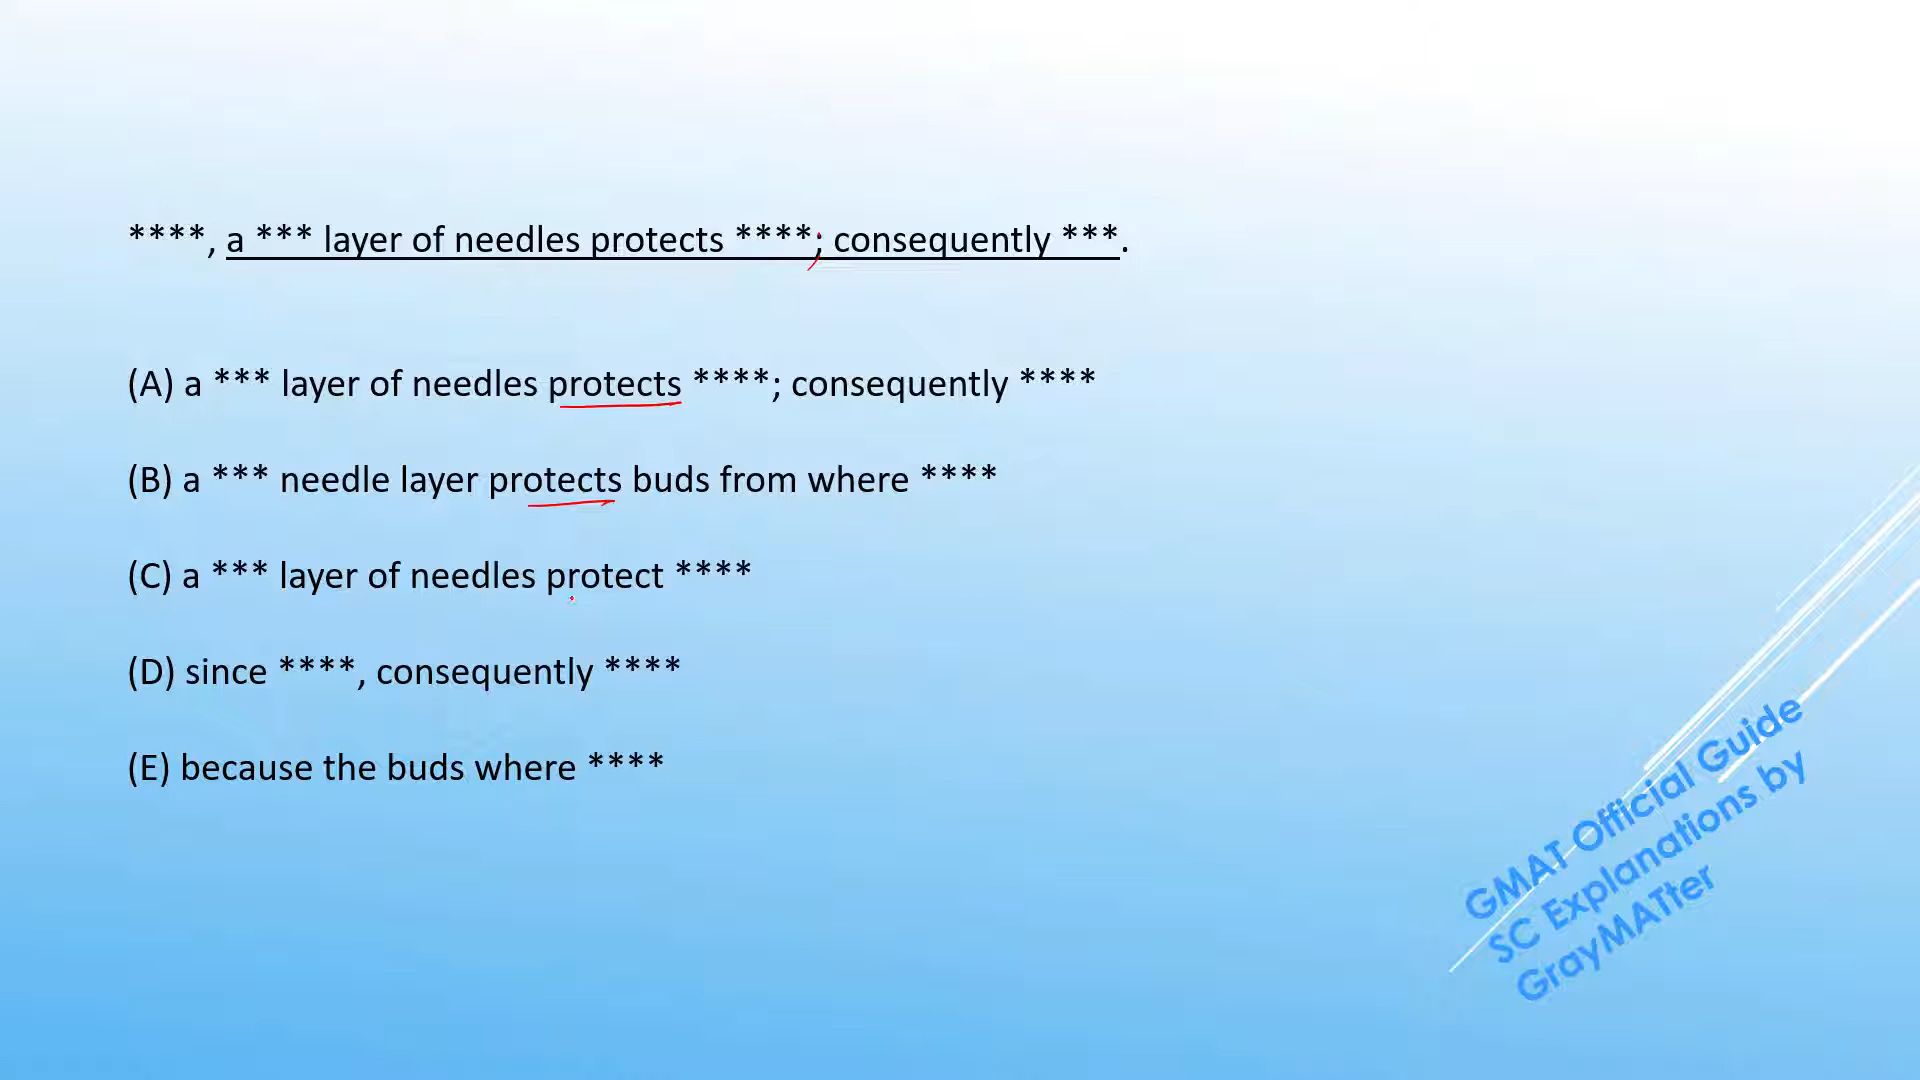 ****, a *** layer of needles protects ****; consequently ***.
(A) a *** layer of needles protects ****; consequently ****
(B) a *** needle layer protects buds from where ****
(C) a *** layer of needles protect ****
(D) since ****, consequently ****
(E) because the buds where ****
GMAT Official Guide
SC Explanations by
GrayMATter